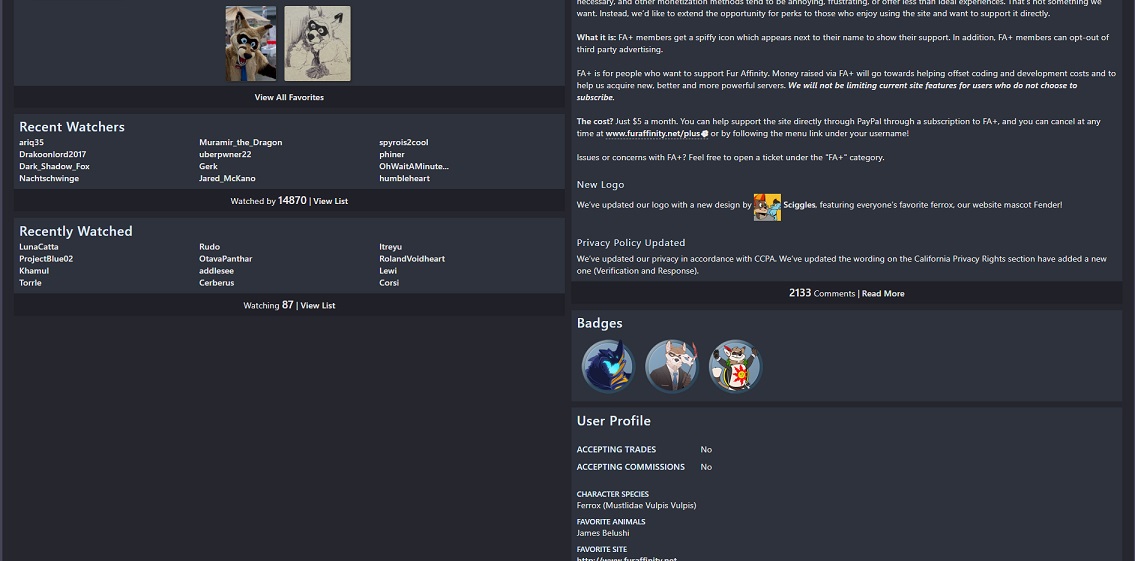 View All Favorites
Recent Watchers
ariq35 Muramir_the_Dragon spyrois2cool
Drakoonlord2017 uberpwner22 phiner
Dark_Shadow_Fox Gerk OhWaitAMinute...
Nachtschwinge Jared_McKano humbleheart
Watched by 14870 | View List
Recently Watched
LunaCatta Rudo Itreyu
ProjectBlue02 OtavaPanthar RolandVoidheart
Khamul addlesee Lewi
Torrle Cerberus Corsi
Watching 87 | View List
necessary, and other monetization methods tend to be annoying, frustrating, or offer less than ideal experiences. That's not something we
want. Instead, we'd like to extend the opportunity for perks to those who enjoy using the site and want to support it directly.
What it is: FA+ members get a spiffy icon which appears next to their name to show their support. In addition, FA+ members can opt-out of
third party advertising.
FA+ is for people who want to support Fur Affinity. Money raised via FA+ will go towards helping offset coding and development costs and to
help us acquire new, better and more powerful servers. We will not be limiting current site features for users who do not choose to
subscribe.
The cost? Just $5 a month. You can help support the site directly through PayPal through a subscription to FA+, and you can cancel at any
time at www.furaffinity.net/plus or by following the menu link under your username!
Issues or concerns with FA+? Feel free to open a ticket under the "FA+" category.
New Logo
We've updated our logo with a new design by Sciggles, featuring everyone's favorite ferrox, our website mascot Fender!
Privacy Policy Updated
We've updated our privacy in accordance with CCPA. We've updated the wording on the California Privacy Rights section have added a new
one (Verification and Response).
2133 Comments | Read More
Badges
User Profile
ACCEPTING TRADES No
ACCEPTING COMMISSIONS No
CHARACTER SPECIES
Ferrox (Mustlidae Vulpis Vulpis)
FAVORITE ANIMALS
James Belushi
FAVORITE SITE
http://www.furaffinity.net